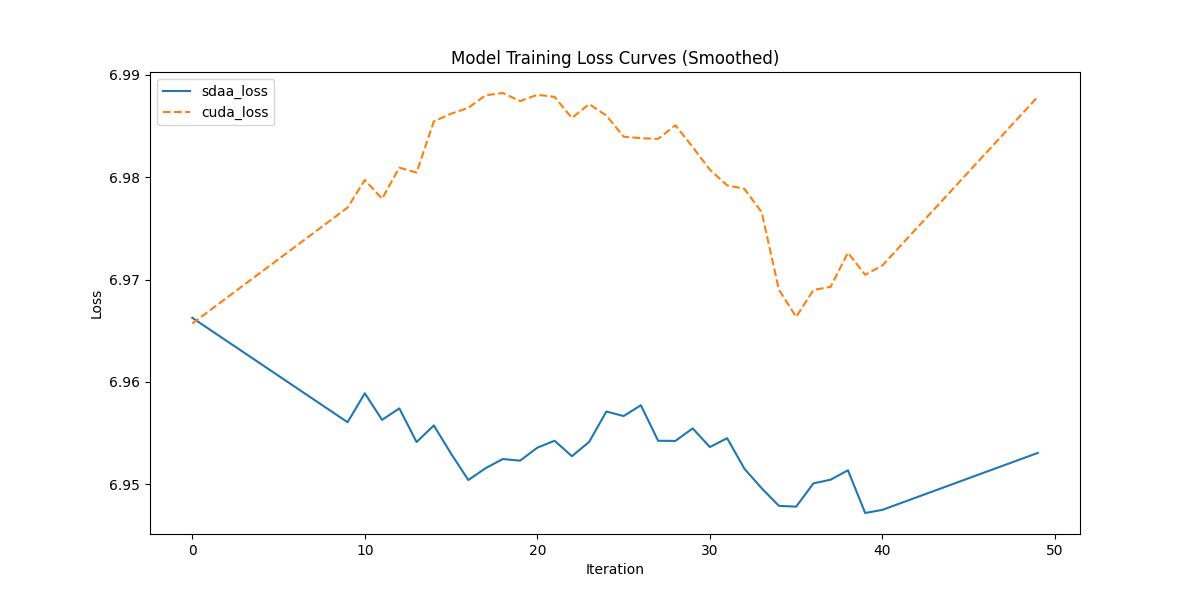 Model Training Loss Curves (Smoothed)
sdaa_loss
cuda_loss
Loss
6.99
6.98
6.97
6.96
6.95
0 10 20 30 40 50
Iteration